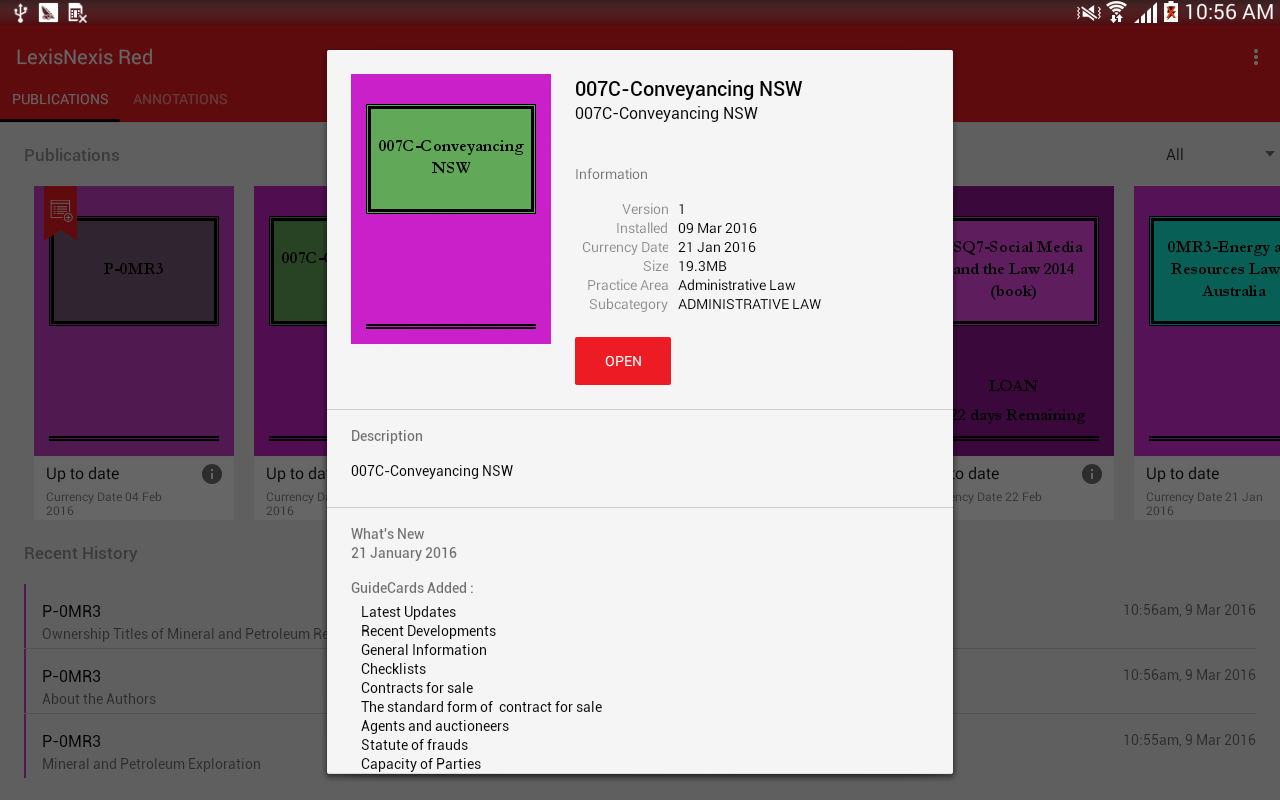 10:56 AM
LexisNexis Red
PUBLICATIONS
ANNOTATIONS
Publications
All
P-0MR3
Up to date
Currency Date 04 Feb
2016
007C-
Up to
Currency
2016
007C-Conveyancing
NSW
007C-Conveyancing NSW
007C-Conveyancing NSW
Information
Version 1
Installed 09 Mar 2016
Currency Date 21 Jan 2016
Size 19.3MB
Practice Area Administrative Law
Subcategory ADMINISTRATIVE LAW
OPEN
Description
007C-Conveyancing NSW
What's New
21 January 2016
GuideCards Added :
Latest Updates
Recent Developments
General Information
Checklists
Contracts for sale
The standard form of contract for sale
Agents and auctioneers
Statute of frauds
Capacity of Parties
SQ7-Social Media
and the Law 2014
(book)
LOAN
22 days Remaining
to date
Date 22 Feb
0MR3-Energy
Resources Law
Australia
Up to date
Currency Date 21 Jan
2016
Recent History
P-0MR3
Ownership Titles of Mineral and Petroleum Re
10:56am, 9 Mar 2016
P-0MR3
About the Authors
10:56am, 9 Mar 2016
P-0MR3
Mineral and Petroleum Exploration
10:55am, 9 Mar 2016